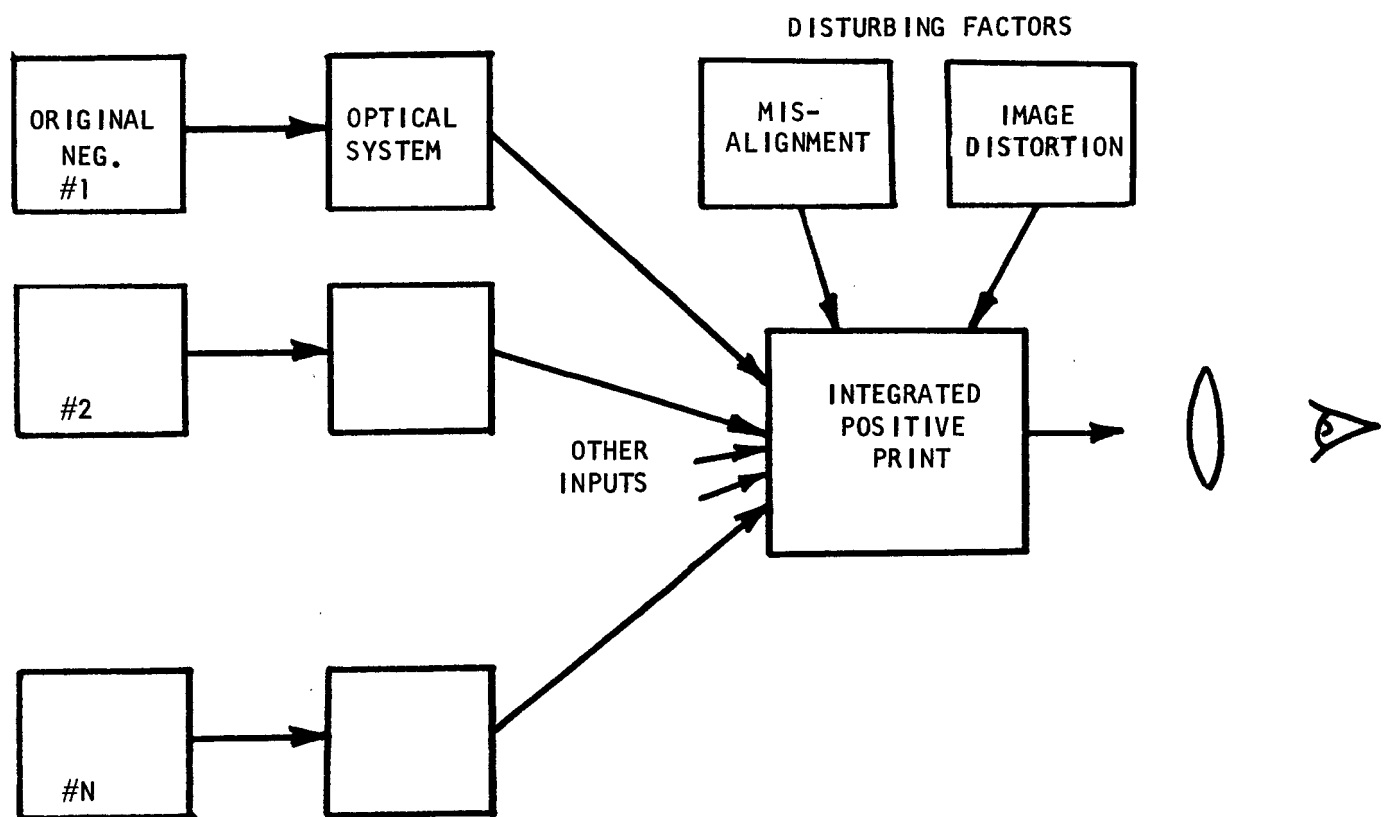 DISTURBING FACTORS
ORIGINAL
NEG.
#1
OPTICAL
SYSTEM
MIS-
ALIGNMENT
IMAGE
DISTORTION
#2
OTHER
INPUTS
INTEGRATED
POSITIVE
PRINT
#N